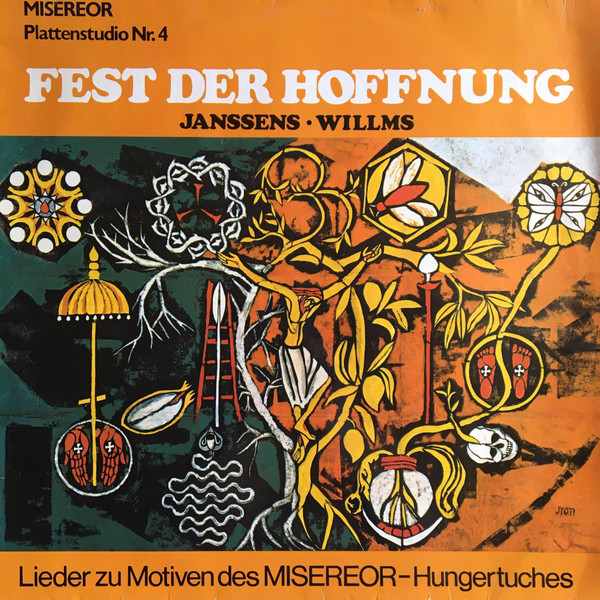 MISEREOR
Plattenstudio Nr. 4
FEST DER HOFFNUNG
JANSSENS · WILLMS
Lieder zu Motiven des MISEREOR–Hungertuches